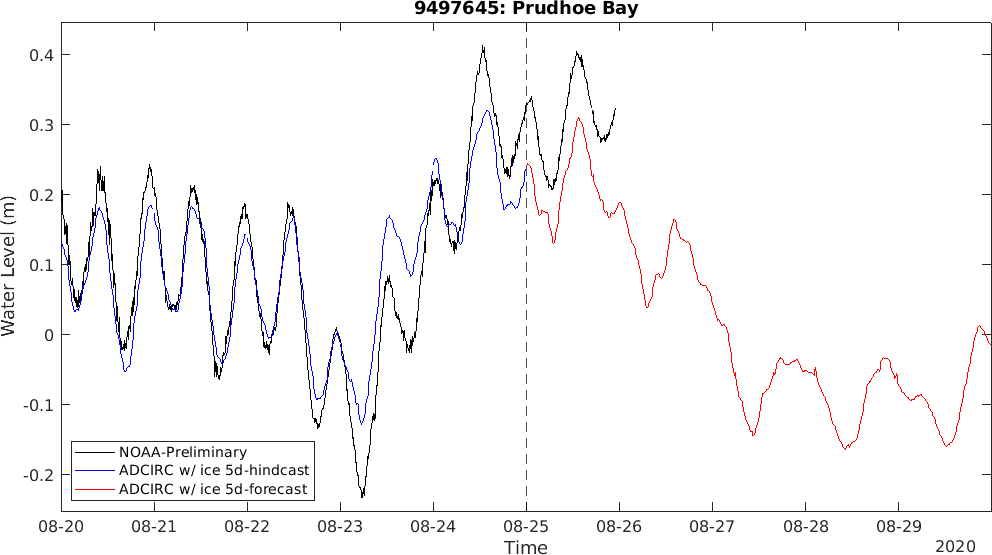 9497645: Prudhoe Bay
Water Level (m)
0.4
0.3
0.2
0.1
0
-0.1
-0.2
NOAA-Preliminary
ADCIRC w/ ice 5d-hindcast
ADCIRC w/ ice 5d-forecast
08-20 08-21 08-22 08-23 08-24 08-25 08-26 08-27 08-28 08-29
Time
2020